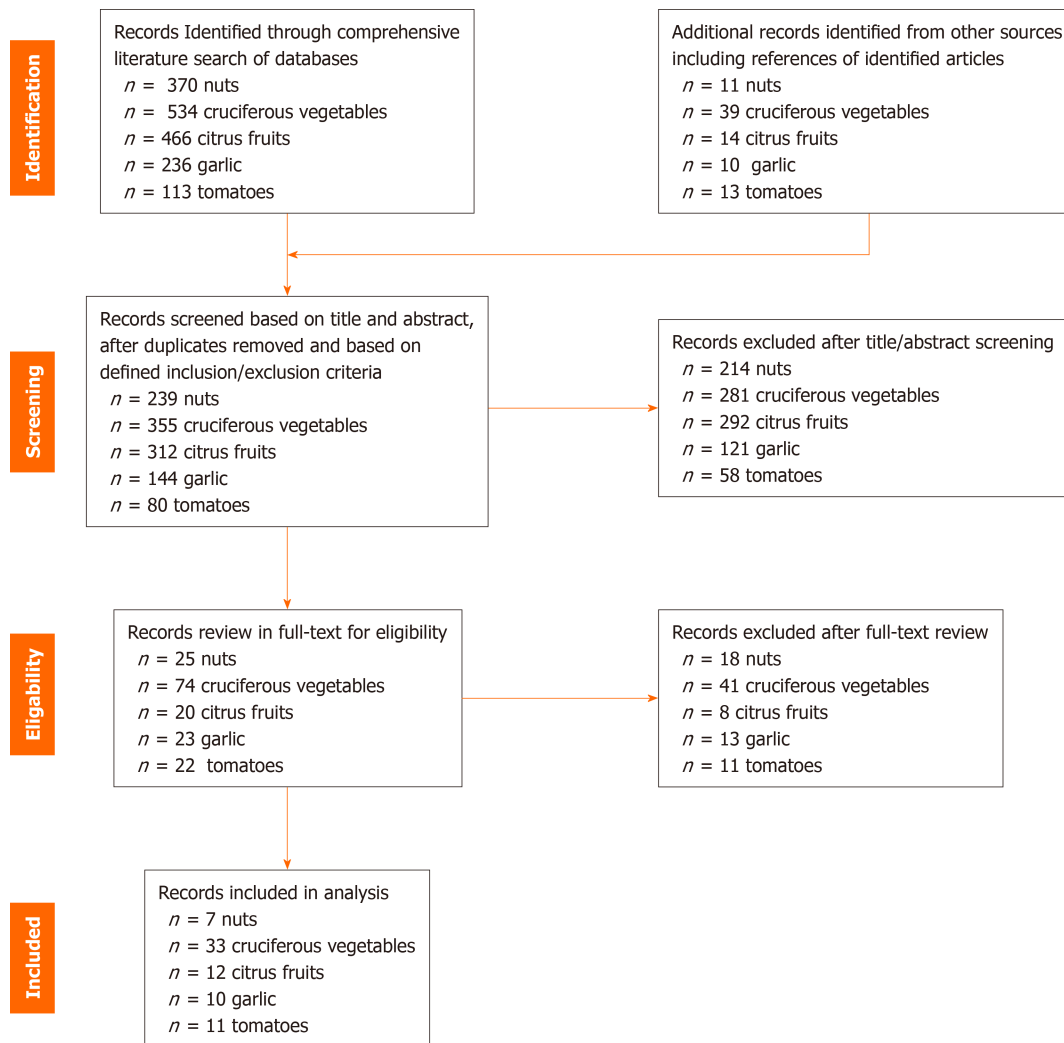 Identification
Records Identified through comprehensive
literature search of databases
n = 370 nuts
n = 534 cruciferous vegetables
n = 466 citrus fruits
n = 236 garlic
n = 113 tomatoes
Additional records identified from other sources
including references of identified articles
n = 11 nuts
n = 39 cruciferous vegetables
n = 14 citrus fruits
n = 10 garlic
n = 13 tomatoes
Screening
Records screened based on title and abstract,
after duplicates removed and based on
defined inclusion/exclusion criteria
n = 239 nuts
n = 355 cruciferous vegetables
n = 312 citrus fruits
n = 144 garlic
n = 80 tomatoes
Records excluded after title/abstract screening
n = 214 nuts
n = 281 cruciferous vegetables
n = 292 citrus fruits
n = 121 garlic
n = 58 tomatoes
Eligability
Records review in full-text for eligibility
n = 25 nuts
n = 74 cruciferous vegetables
n = 20 citrus fruits
n = 23 garlic
n = 22 tomatoes
Records excluded after full-text review
n = 18 nuts
n = 41 cruciferous vegetables
n = 8 citrus fruits
n = 13 garlic
n = 11 tomatoes
Included
Records included in analysis
n = 7 nuts
n = 33 cruciferous vegetables
n = 12 citrus fruits
n = 10 garlic
n = 11 tomatoes